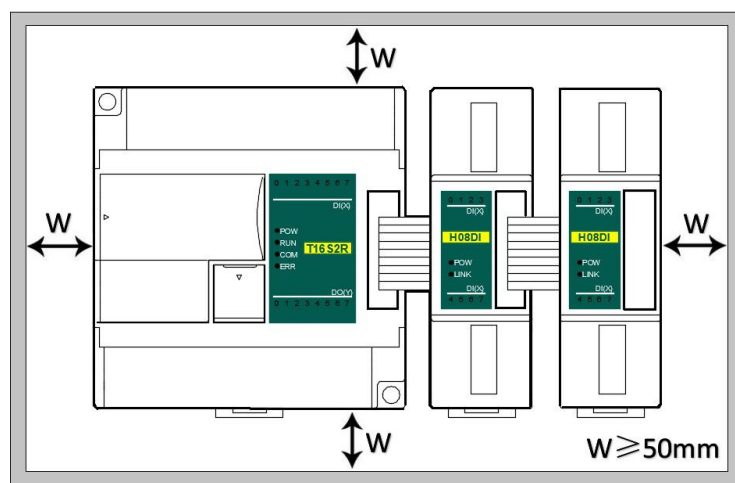 W
0 1 2 3 4 5 6 7
DI(X)
POW
RUN
COM
ERR
T16S2R
DO(Y)
0 1 2 3 4 5 6 7
0 1 2 3
DI(X)
H08DI
POW
LINK
DI(X)
4 5 6 7
0 1 2 3
DI(X)
H08DI
POW
LINK
DI(X)
4 5 6 7
W
W
W
W≥50mm